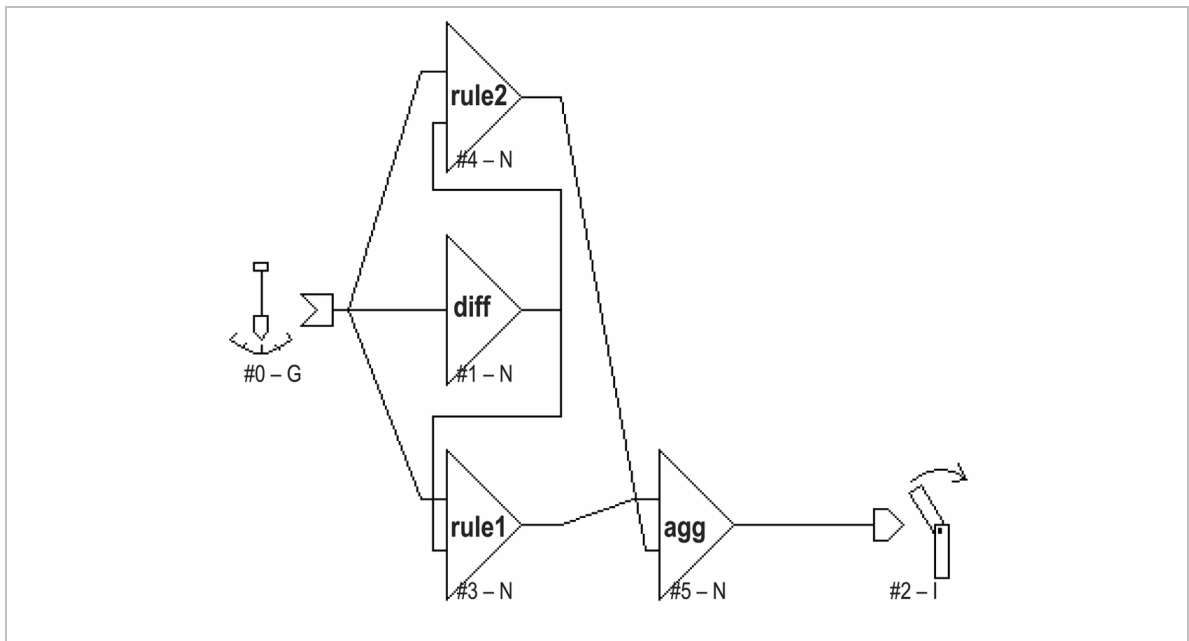 rule2
#4 – N
diff
#0 – G
#1 – N
rule1
agg
#3 – N
#5 – N
#2 – I